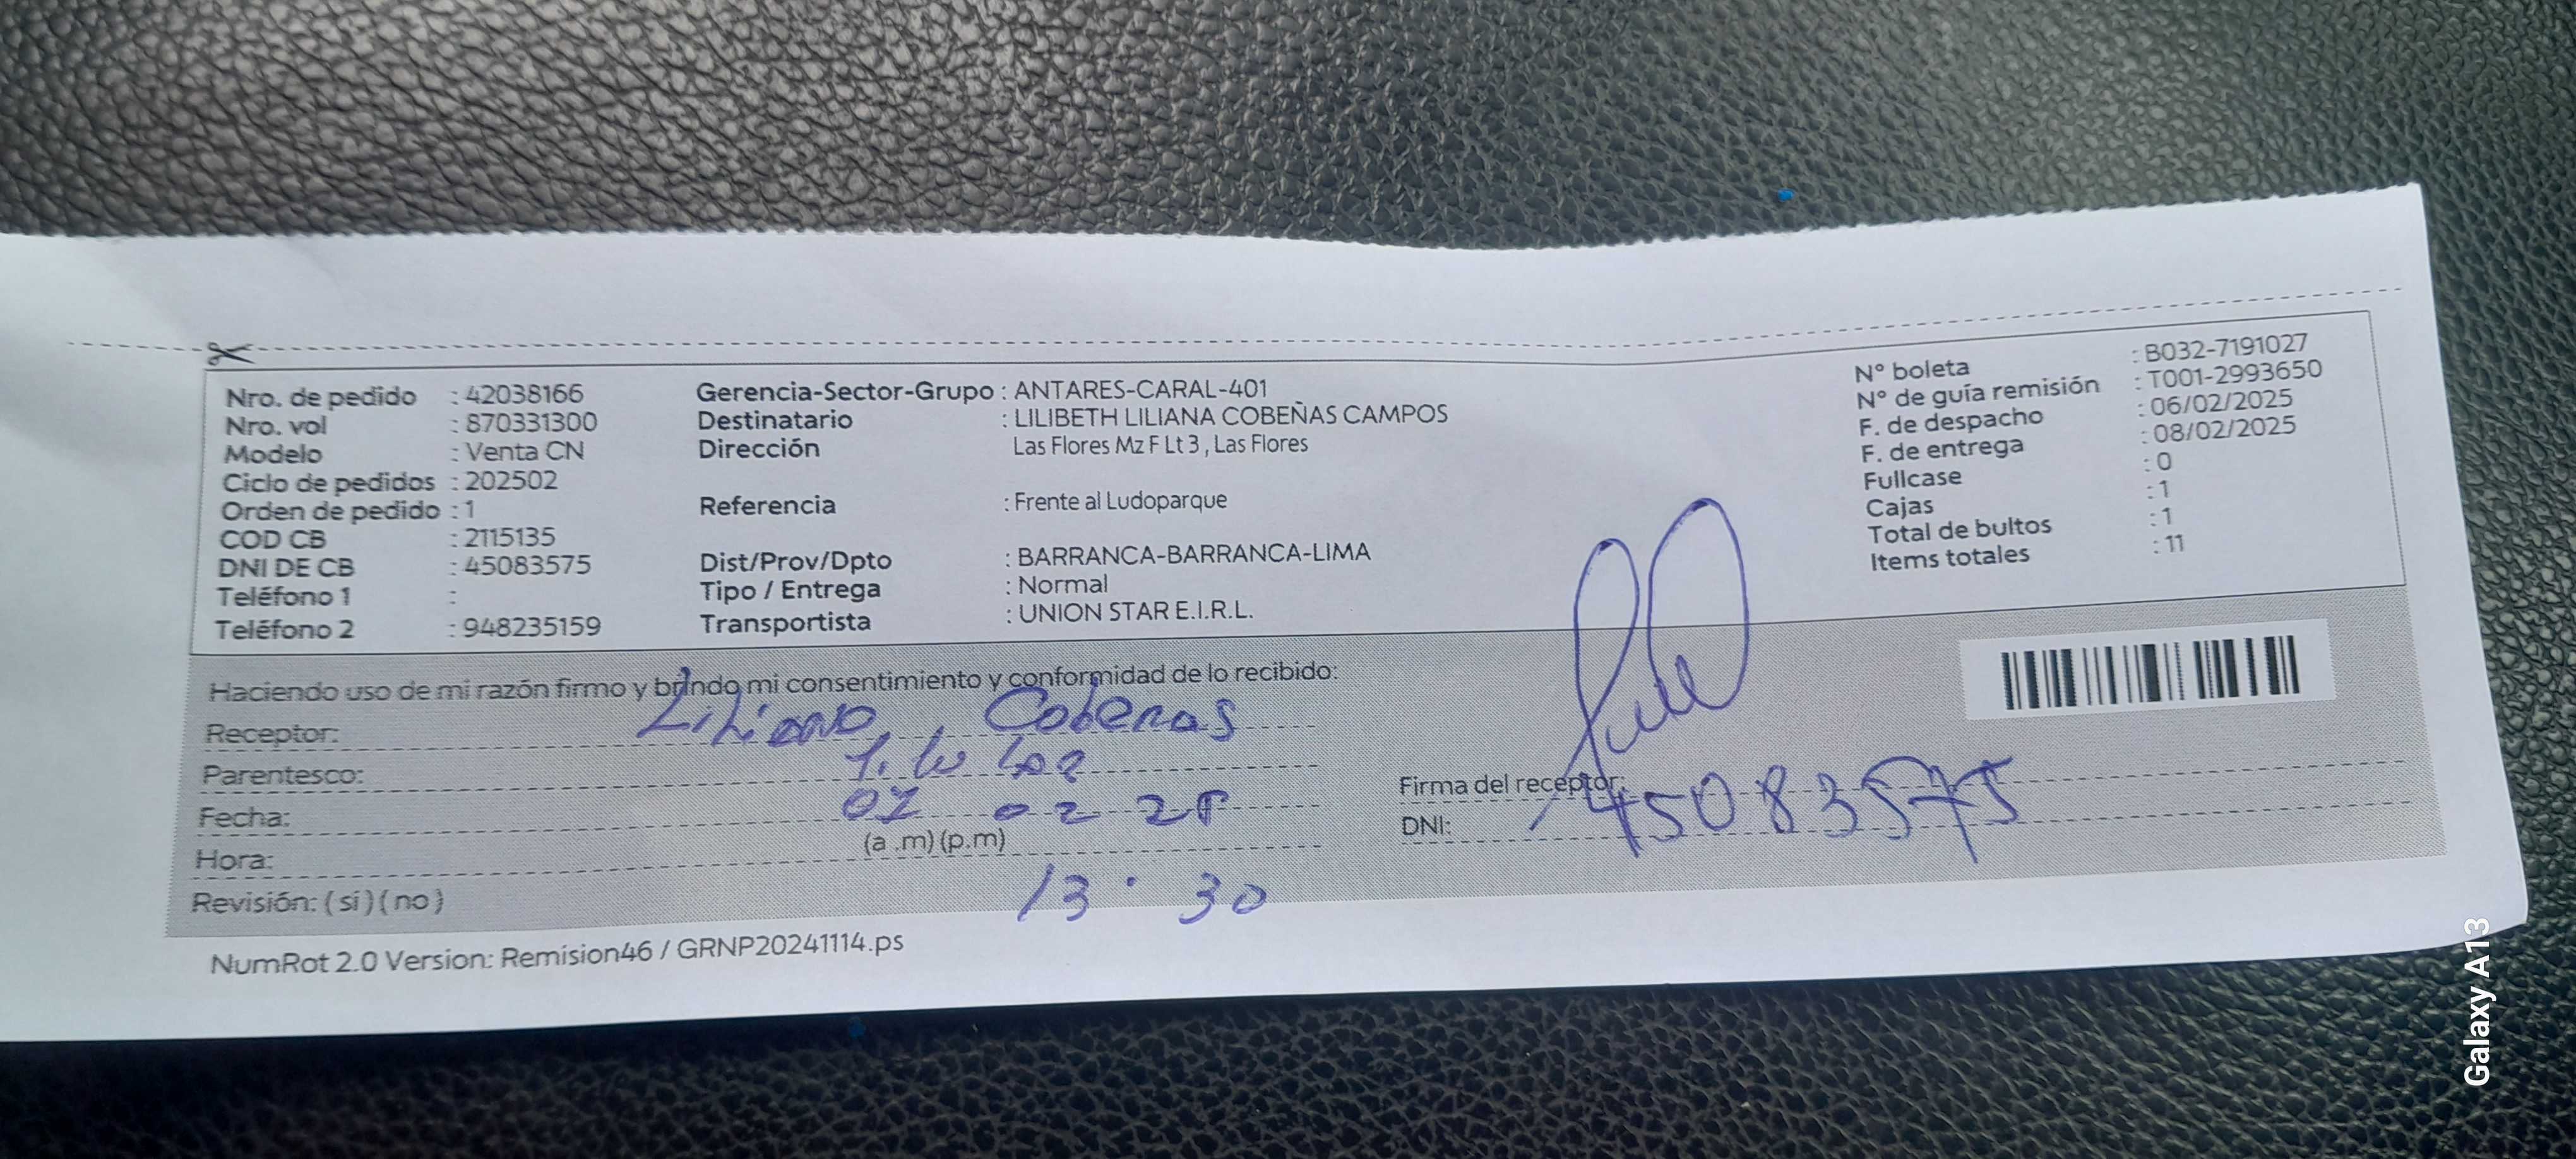 Nro. de pedido : 42038166
Nro. vol : 870331300
Modelo : Venta CN
Ciclo de pedidos : 202502
Orden de pedido : 1
COD CB : 2115135
DNI DE CB : 45083575
Teléfono 1 :
Teléfono 2 : 948235159
Gerencia-Sector-Grupo : ANTARES-CARAL-401
Destinatario : LILIBETH LILIANA COBEÑAS CAMPOS
Dirección Las Flores Mz F Lt 3 , Las Flores
Referencia : Frente al Ludoparque
Dist/Prov/Dpto : BARRANCA-BARRANCA-LIMA
Tipo / Entrega : Normal
Transportista : UNION STAR E.I.R.L.
N° boleta : B032-7191027
N° de guía remisión : T001-2993650
F. de despacho : 06/02/2025
F. de entrega : 08/02/2025
Fullcase : 0
Cajas : 1
Total de bultos : 1
Items totales : 11
Haciendo uso de mi razón firmo y brindo mi consentimiento y conformidad de lo recibido:
Receptor: Liliana Cobenas
Parentesco:
Fecha: 07 02 25
(a .m) (p.m)
Hora: 13 : 30
Revisión: ( si ) ( no )
Firma del receptor:
DNI: 45083575
NumRot 2.0 Version: Remision46 / GRNP20241114.ps
Galaxy A13